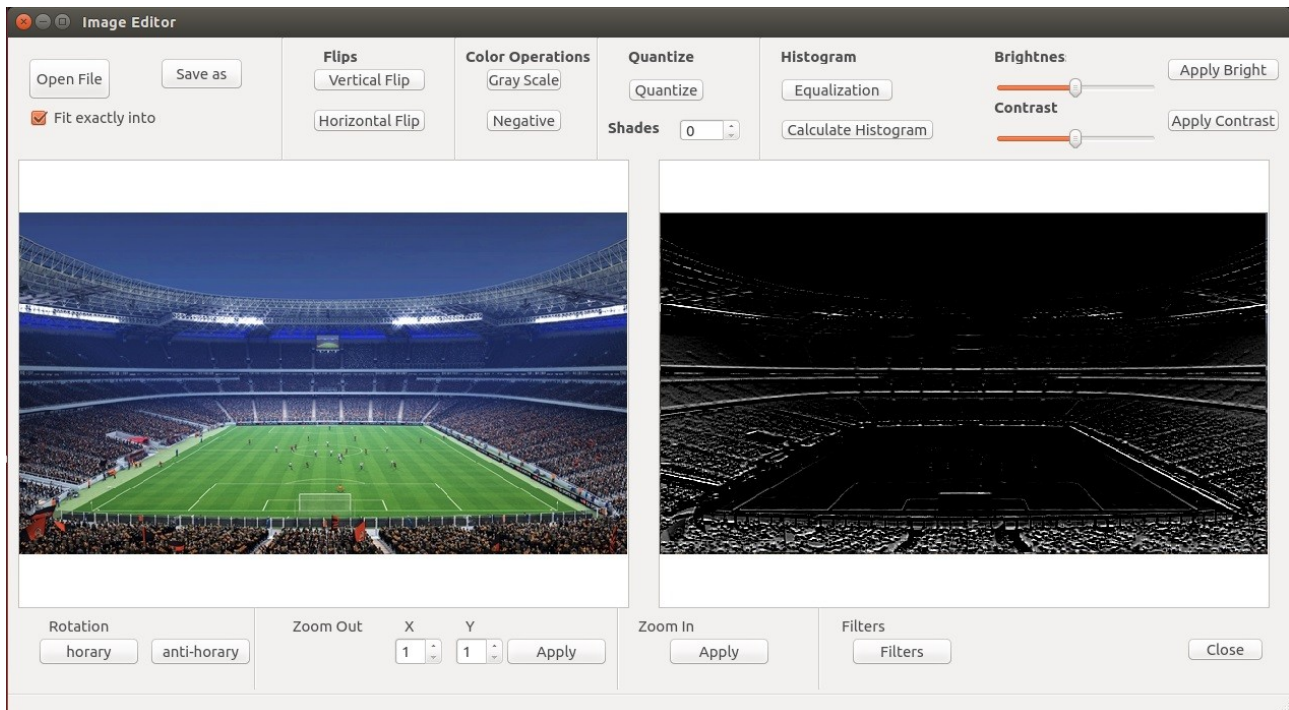 Image Editor
Open File
Save as
Fit exactly into
Flips
Vertical Flip
Horizontal Flip
Color Operations
Gray Scale
Negative
Quantize
Quantize
Shades 0
Histogram
Equalization
Calculate Histogram
Brightnes
Apply Bright
Contrast
Apply Contrast
Rotation
horary anti-horary
Zoom Out X Y
1 1 Apply
Zoom In
Apply
Filters
Filters
Close